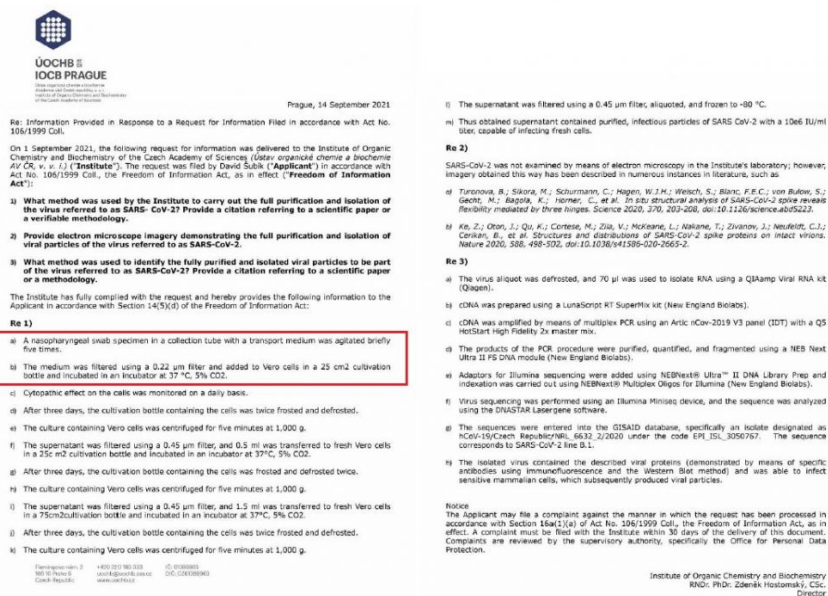 ÚOCHB
IOCB PRAGUE
Prague, 14 September 2021
Re: Information Provided in Response to a Request for Information Filed in accordance with Act No.
106/1999 Coll.
On 1 September 2021, the following request for information was delivered to the Institute of Organic
Chemistry and Biochemistry of the Czech Academy of Sciences (Ústav organické chemie a biochemie
AV ČR, v. v. i.) ("Institute"). The request was filed by David Šubík ("Applicant") in accordance with
Act No. 106/1999 Coll., the Freedom of Information Act, as in effect ("Freedom of Information
Act"):
1) What method was used by the Institute to carry out the full purification and isolation of
the virus referred to as SARS- CoV-2? Provide a citation referring to a scientific paper or
a verifiable methodology.
2) Provide electron microscope imagery demonstrating the full purification and isolation of
viral particles of the virus referred to as SARS-CoV-2.
3) What method was used to identify the fully purified and isolated viral particles to be part
of the virus referred to as SARS-CoV-2? Provide a citation referring to a scientific paper
or a methodology.
The Institute has fully complied with the request and hereby provides the following information to the
Applicant in accordance with Section 14(5)(d) of the Freedom of Information Act:
Re 1)
a) A nasopharyngeal swab specimen in a collection tube with a transport medium was agitated briefly
five times.
b) The medium was filtered using a 0.22 µm filter and added to Vero cells in a 25 cm2 cultivation
bottle and incubated in an incubator at 37 °C, 5% CO2.
c) Cytopathic effect on the cells was monitored on a daily basis.
d) After three days, the cultivation bottle containing the cells was twice frosted and defrosted.
e) The culture containing Vero cells was centrifuged for five minutes at 1,000 g.
f) The supernatant was filtered using a 0.45 µm filter, and 0.5 ml was transferred to fresh Vero cells
in a 25c m2 cultivation bottle and incubated in an incubator at 37°C, 5% CO2.
g) After three days, the cultivation bottle containing the cells was frosted and defrosted twice.
h) The culture containing Vero cells was centrifuged for five minutes at 1,000 g.
i) The supernatant was filtered using a 0.45 µm filter, and 1.5 ml was transferred to fresh Vero cells
in a 75cm2cultivation bottle and incubated in an incubator at 37°C, 5% CO2.
j) After three days, the cultivation bottle containing the cells was frosted and defrosted twice.
k) The culture containing Vero cells was centrifuged for five minutes at 1,000 g.
Czech Republic
l) The supernatant was filtered using a 0.45 µm filter, aliquoted, and frozen to -80 °C.
m) Thus obtained supernatant contained purified, infectious particles of SARS CoV-2 with a 10e6 IU/ml
titer, capable of infecting fresh cells.
Re 2)
SARS-CoV-2 was not examined by means of electron microscopy in the Institute's laboratory; however,
imagery obtained this way has been described in numerous instances in literature, such as
a) Turonova, B.; Sikora, M.; Schurmann, C.; Hagen, W.J.H.; Welsch, S.; Blanc, F.E.C.; von Bulow, S.;
Gecht, M.; Bagola, K.; Horner, C., et al. In situ structural analysis of SARS-CoV-2 spike reveals
flexibility mediated by three hinges. Science 2020, 370, 203-208, doi:10.1126/science.abd5223.
b) Ke, Z.; Oton, J.; Qu, K.; Cortese, M.; Zila, V.; McKeane, L.; Nakane, T.; Zivanov, J.; Neufeldt, C.J.;
Cerikan, B., et al. Structures and distributions of SARS-CoV-2 spike proteins on intact virions.
Nature 2020, 588, 498-502, doi:10.1038/s41586-020-2665-2.
Re 3)
a) The virus aliquot was defrosted, and 70 µl was used to isolate RNA using a QIAamp Viral RNA kit
(Qiagen).
b) cDNA was prepared using a LunaScript RT SuperMix kit (New England Biolabs).
c) cDNA was amplified by means of multiplex PCR using an Artic nCov-2019 V3 panel (IDT) with a Q5
HotStart High Fidelity 2x master mix.
d) The products of the PCR procedure were purified, quantified, and fragmented using a NEB Next
Ultra II FS DNA module (New England Biolabs).
e) Adaptors for Illumina sequencing were added using NEBNext® Ultra™ II DNA Library Prep and
indexation was carried out using NEBNext® Multiplex Oligos for Illumina (New England Biolabs).
f) Virus sequencing was performed using an Illumina Miniseq device, and the sequence was analyzed
using the DNASTAR Lasergene software.
g) The sequences were entered into the GISAID database, specifically an isolate designated as
hCoV-19/Czech Republic/NRL_6632_2/2020 under the code EPI_ISL_3050767. The sequence
corresponds to SARS-CoV-2 line B.1.
h) The isolated virus contained the described viral proteins (demonstrated by means of specific
antibodies using immunofluorescence and the Western Blot method) and was able to infect
sensitive mammalian cells, which subsequently produced viral particles.
Notice
The Applicant may file a complaint against the manner in which the request has been processed in
accordance with Section 16a(1)(a) of Act No. 106/1999 Coll., the Freedom of Information Act, as in
effect. A complaint must be filed with the Institute within 30 days of the delivery of this document.
Complaints are reviewed by the supervisory authority, specifically the Office for Personal Data
Protection.
Institute of Organic Chemistry and Biochemistry
RNDr. PhDr. Zdeněk Hostomský, CSc.
Director